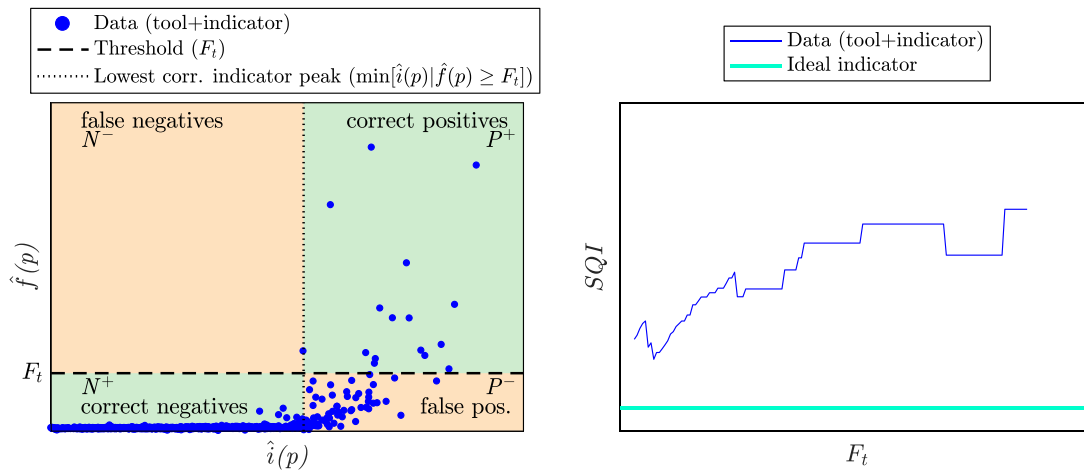 Data (tool+indicator)
Threshold (F_t)
Lowest corr. indicator peak (min[î(p)|f̂(p) ≥ F_t])
false negatives
N⁻
correct positives
P⁺
f̂(p)
F_t
N⁺
correct negatives
P⁻
false pos.
î(p)
Data (tool+indicator)
Ideal indicator
SQI
F_t